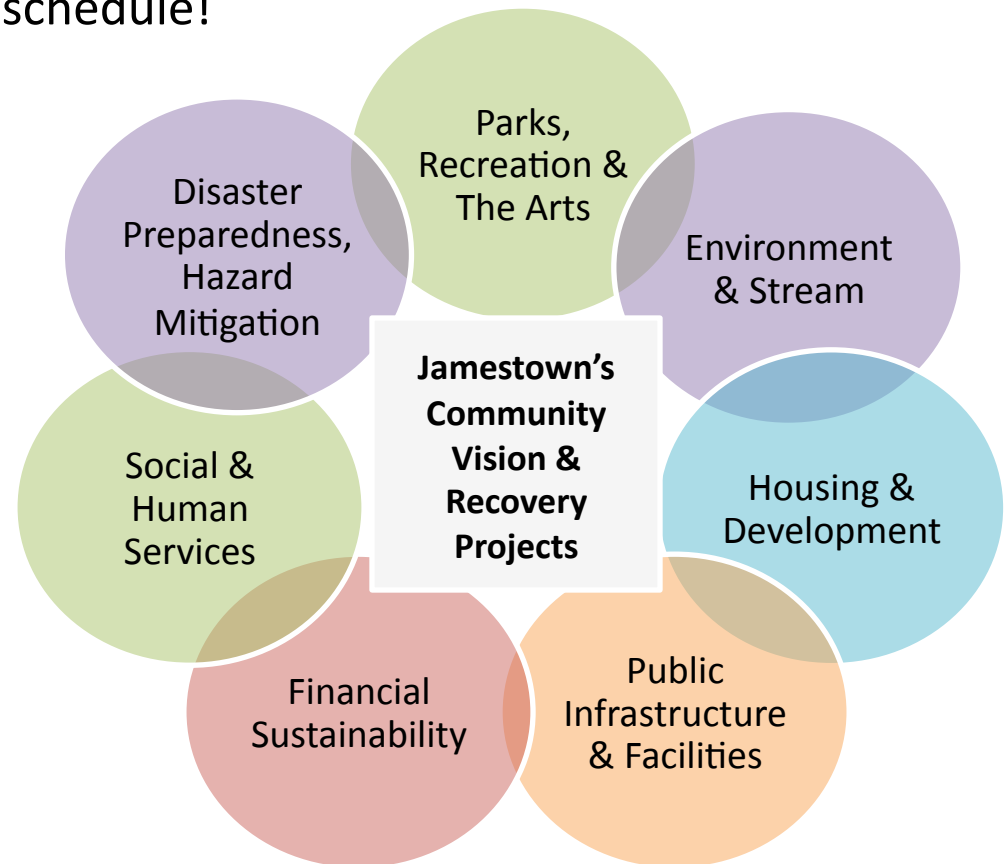 schedule!
Parks,
Recreation &
The Arts
Disaster
Preparedness,
Hazard
Mitigation
Environment
& Stream
Jamestown’s
Community
Vision &
Recovery
Projects
Social &
Human
Services
Housing &
Development
Financial
Sustainability
Public
Infrastructure
& Facilities